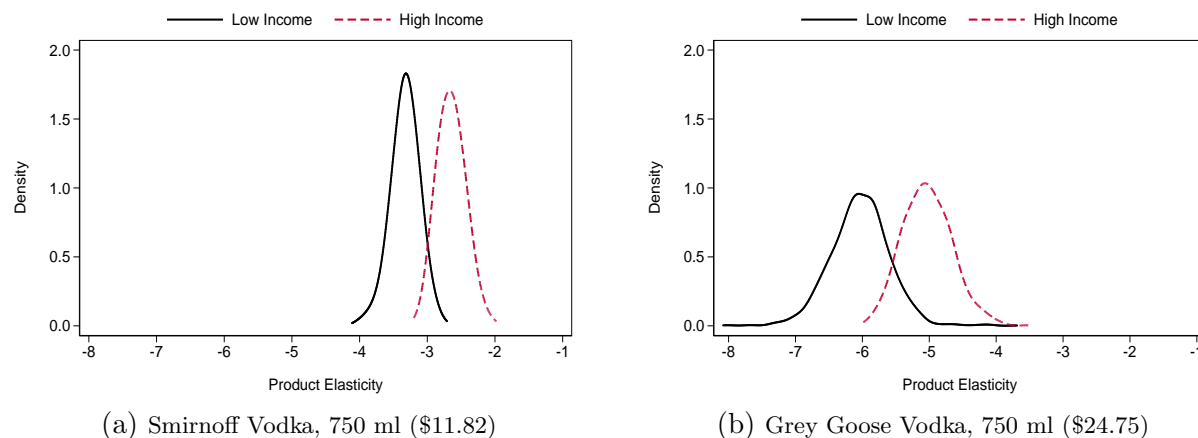 Low Income High Income
2.0
1.5
1.0
0.5
0.0
Density
-8 -7 -6 -5 -4 -3 -2 -1
Product Elasticity
(a) Smirnoff Vodka, 750 ml ($11.82)
Low Income High Income
2.0
1.5
1.0
0.5
0.0
Density
-8 -7 -6 -5 -4 -3 -2 -1
Product Elasticity
(b) Grey Goose Vodka, 750 ml ($24.75)